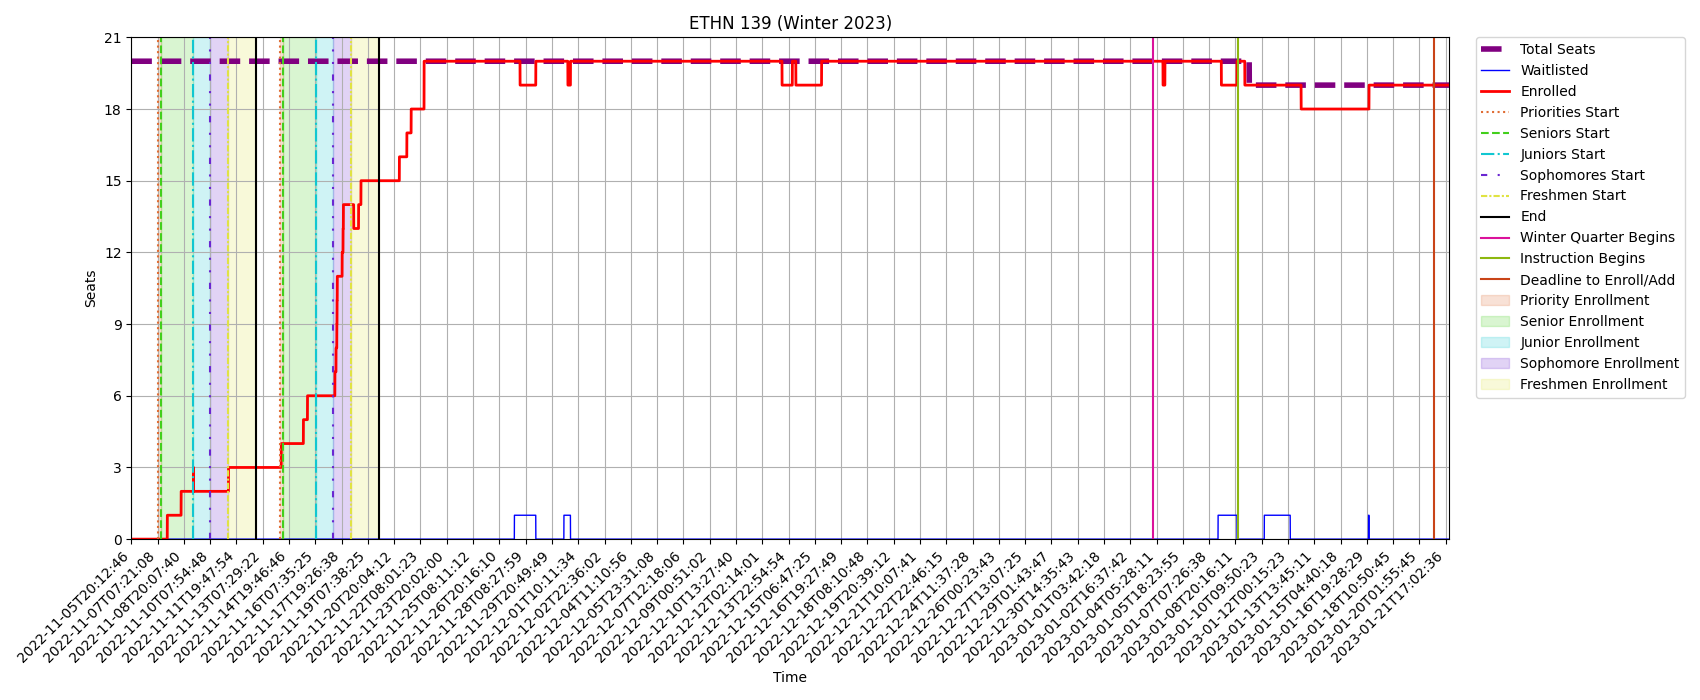 ETHN 139 (Winter 2023)
21
18
15
12
9
6
3
0
Seats
2022-11-05T20:12:46
2022-11-07T07:21:08
2022-11-08T20:07:40
2022-11-10T07:54:48
2022-11-11T19:47:54
2022-11-13T07:29:22
2022-11-14T19:46:46
2022-11-16T07:35:25
2022-11-17T19:26:38
2022-11-19T07:38:25
2022-11-20T20:04:12
2022-11-22T08:01:23
2022-11-23T20:02:00
2022-11-25T08:11:12
2022-11-26T20:16:10
2022-11-28T08:27:59
2022-11-29T20:49:49
2022-12-01T10:11:34
2022-12-02T22:36:02
2022-12-04T11:10:56
2022-12-05T23:31:08
2022-12-07T12:18:06
2022-12-09T00:51:02
2022-12-10T13:27:40
2022-12-12T02:14:01
2022-12-13T22:54:54
2022-12-15T06:47:25
2022-12-16T19:27:49
2022-12-18T08:10:48
2022-12-19T20:39:12
2022-12-21T10:07:41
2022-12-22T22:46:15
2022-12-24T11:37:28
2022-12-26T00:23:43
2022-12-27T13:07:25
2022-12-29T01:43:47
2022-12-30T14:35:43
2023-01-01T03:42:18
2023-01-02T16:37:42
2023-01-04T05:28:11
2023-01-05T18:23:55
2023-01-07T07:26:38
2023-01-08T20:16:11
2023-01-10T09:50:23
2023-01-12T00:15:23
2023-01-13T13:45:11
2023-01-15T04:40:18
2023-01-16T19:28:29
2023-01-18T10:50:45
2023-01-20T01:55:45
2023-01-21T17:02:36
Time
Total Seats
Waitlisted
Enrolled
Priorities Start
Seniors Start
Juniors Start
Sophomores Start
Freshmen Start
End
Winter Quarter Begins
Instruction Begins
Deadline to Enroll/Add
Priority Enrollment
Senior Enrollment
Junior Enrollment
Sophomore Enrollment
Freshmen Enrollment